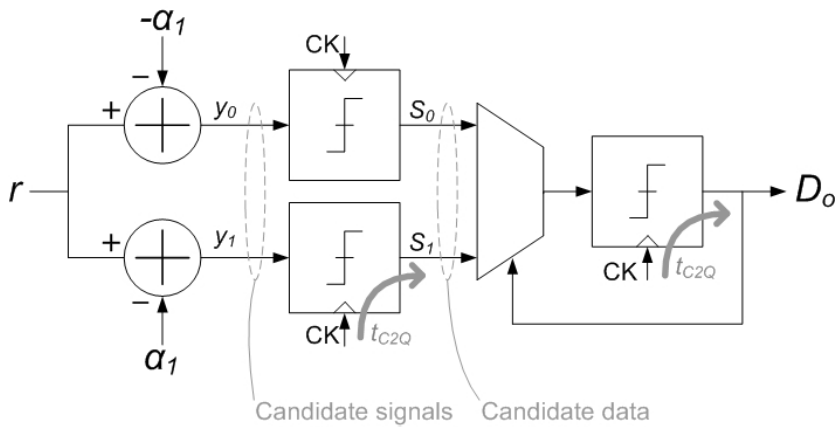 -α1
−
CK
+
y0
S0
r
Do
+
y1
S1
CK
tC2Q
−
CK
tC2Q
α1
Candidate signals
Candidate data